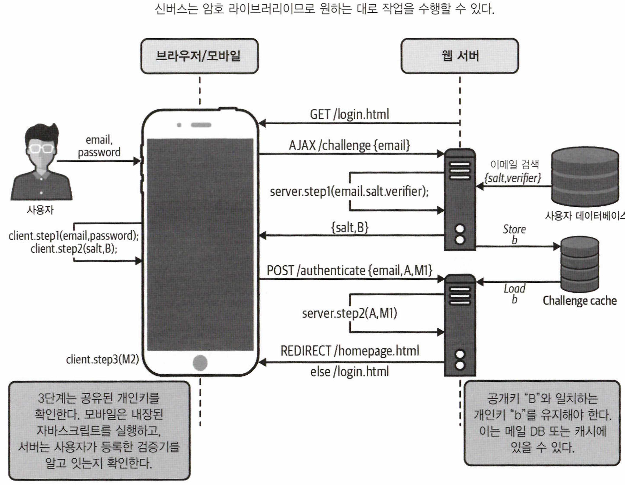 신버스는 암호 라이브러리이므로 원하는 대로 작업을 수행할 수 있다.
브라우저/모바일
웹 서버
GET /login.html
email,
password
AJAX /challenge {email}
이메일 검색
{salt,verifier}
server.step1(email.salt.verifier);
사용자
사용자 데이터베이스
client.step1(email,password);
client.step2(salt,B);
{salt,B}
Store
b
POST /authenticate {email,A,M1}
Load
b
Challenge cache
server.step2(A,M1)
REDIRECT /homepage.html
client.step3(M2)
else /login.html
3단계는 공유된 개인키를
확인한다. 모바일은 내장된
자바스크립트를 실행하고,
서버는 사용자가 등록한 검증기를
알고 잇는지 확인한다.
공개키 “B”와 일치하는
개인키 “b”를 유지해야 한다.
이는 메일 DB 또는 캐시에
있을 수 있다.